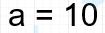 a = 10